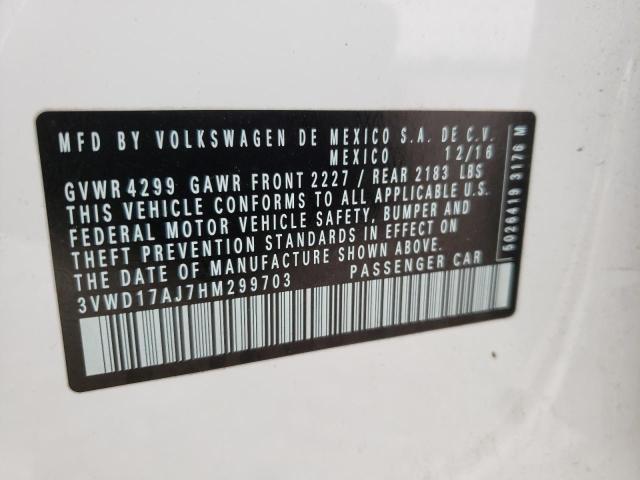 MFD BY VOLKSWAGEN DE MEXICO S.A. DE C.V.
MEXICO 12/16
GVWR 4299 GAWR FRONT 2227 / REAR 2183 LBS
THIS VEHICLE CONFORMS TO ALL APPLICABLE U.S.
FEDERAL MOTOR VEHICLE SAFETY, BUMPER AND
THEFT PREVENTION STANDARDS IN EFFECT ON
THE DATE OF MANUFACTURE SHOWN ABOVE.
3VWD17AJ7HM299703 PASSENGER CAR
5026419 3176 M